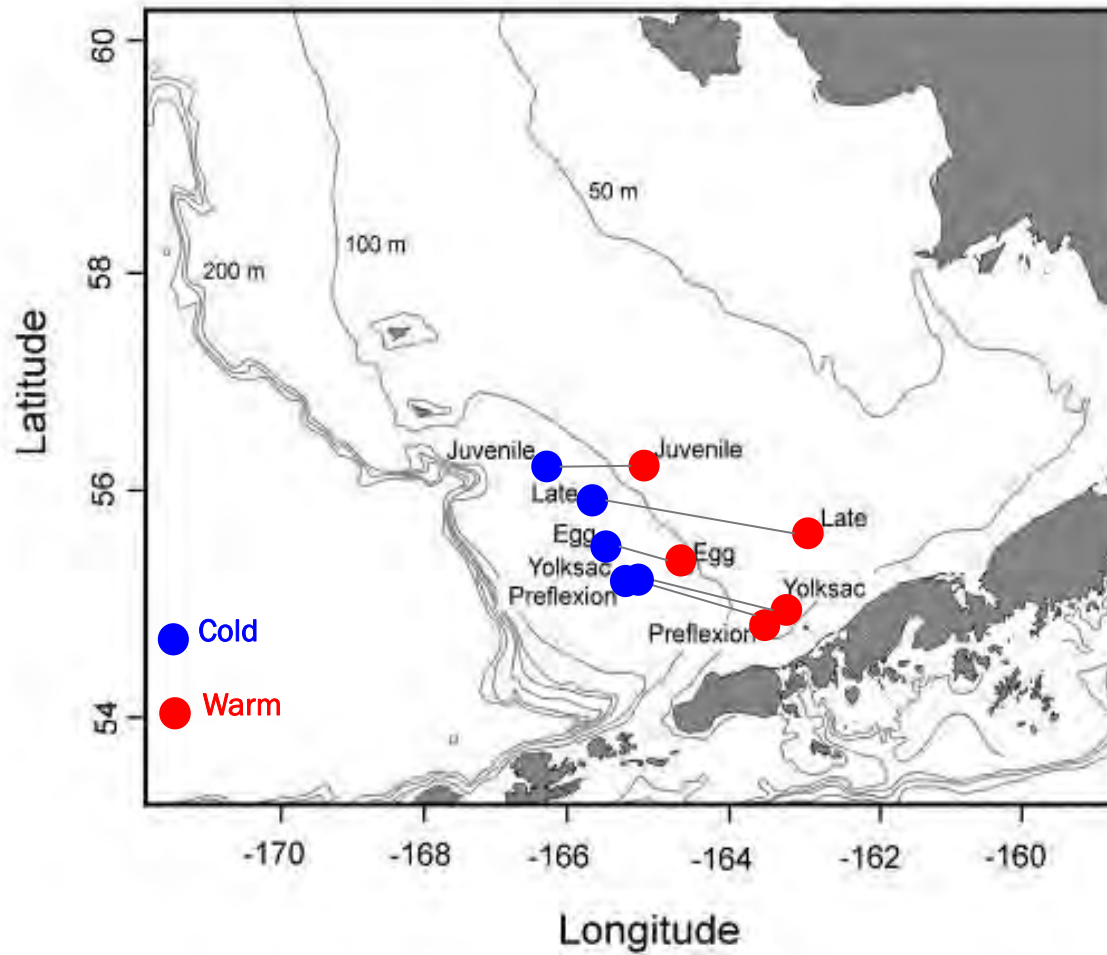 60
50 m
100 m
58
200 m
Latitude
Juvenile
Juvenile
56
Late
Late
Egg
Egg
Yolksac
Yolksac
Preflexion
Cold
Preflexion
Warm
54
-170
-168
-166
-164
-162
-160
Longitude